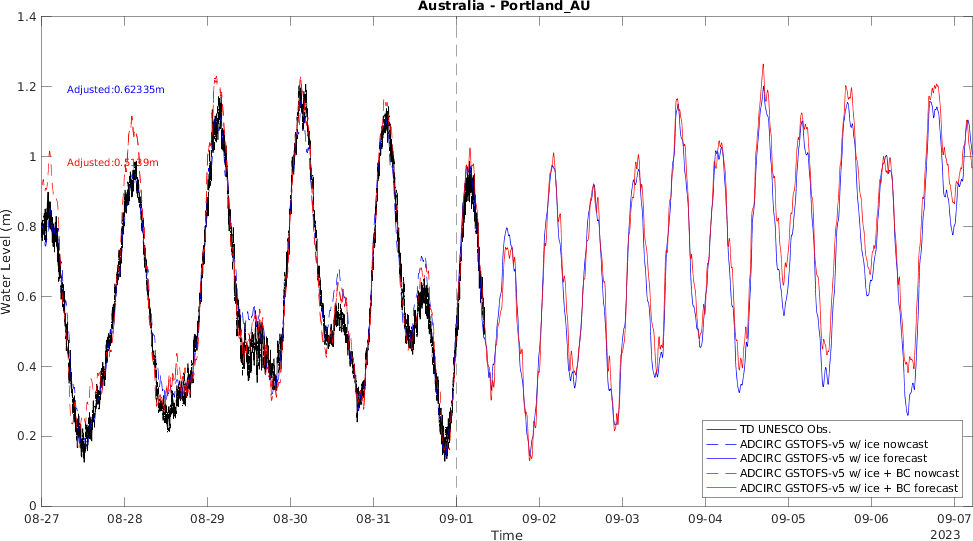 Australia - Portland_AU
1.4
1.2
1
0.8
0.6
0.4
0.2
0
Water Level (m)
Adjusted:0.62335m
Adjusted:0.5139m
TD UNESCO Obs.
ADCIRC GSTOFS-v5 w/ ice nowcast
ADCIRC GSTOFS-v5 w/ ice forecast
ADCIRC GSTOFS-v5 w/ ice + BC nowcast
ADCIRC GSTOFS-v5 w/ ice + BC forecast
08-27 08-28 08-29 08-30 08-31 09-01 09-02 09-03 09-04 09-05 09-06 09-07
2023
Time